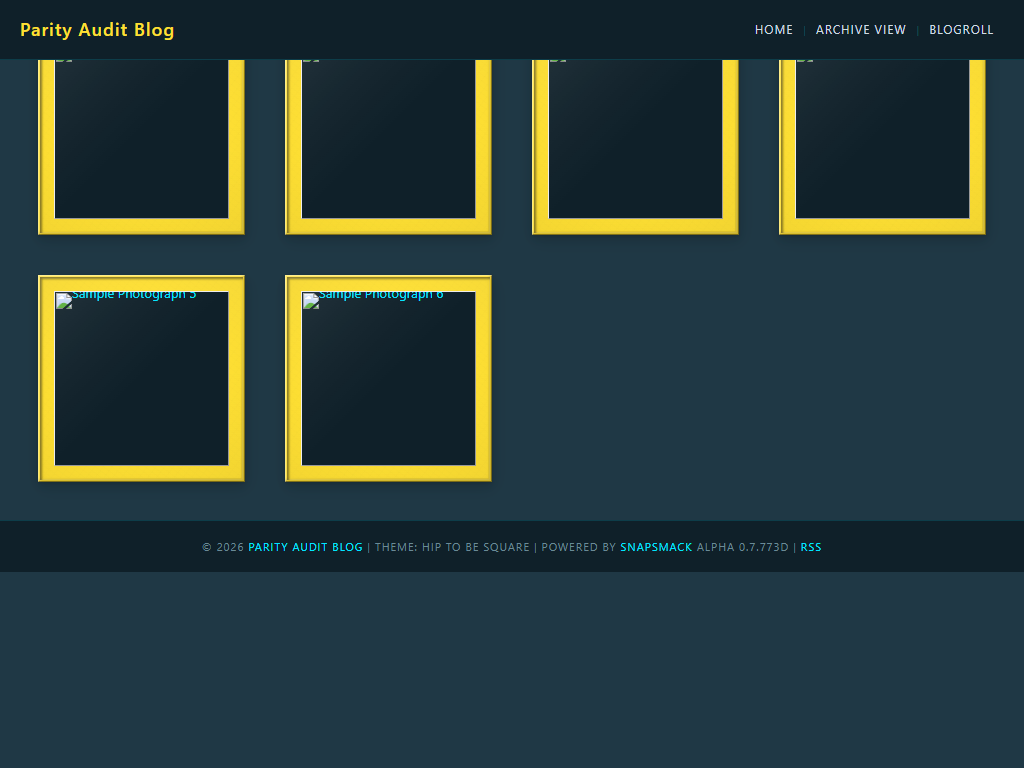 Parity Audit Blog
HOME | ARCHIVE VIEW | BLOGROLL
Sample Photograph 5
Sample Photograph 6
© 2026 PARITY AUDIT BLOG | THEME: HIP TO BE SQUARE | POWERED BY SNAPSMACK ALPHA 0.7.773D | RSS